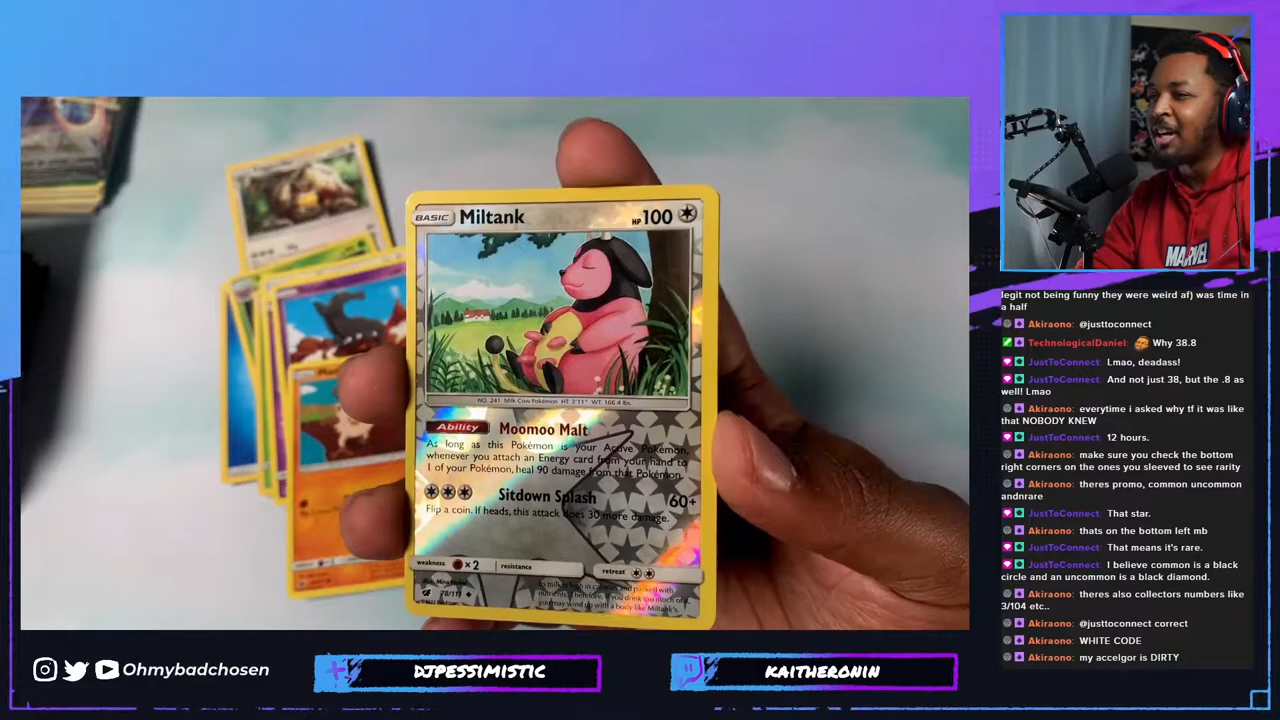 BASIC Miltank HP 100
NO. 241 Milk Cow Pokémon HT: 3'11" WT: 166.4 lbs.
Ability Moomoo Malt
As long as this Pokémon is your Active Pokémon,
whenever you attach an Energy card from your hand to
1 of your Pokémon, heal 90 damage from that Pokémon.
Sitdown Splash 60+
Flip a coin. If heads, this attack does 30 more damage.
weakness ×2 resistance retreat
78/111
MARVEL
legit not being funny they were weird af) was time in
a half
Akiraono: @justtoconnect
TechnologicalDaniel: Why 38.8
JustToConnect: Lmao, deadass!
JustToConnect: And not just 38, but the .8 as
well! Lmao
Akiraono: everytime i asked why tf it was like
that NOBODY KNEW
JustToConnect: 12 hours.
Akiraono: make sure you check the bottom
right corners on the ones you sleeved to see rarity
Akiraono: theres promo, common uncommon
andnrare
JustToConnect: That star.
Akiraono: thats on the bottom left mb
JustToConnect: That means it's rare.
JustToConnect: I believe common is a black
circle and an uncommon is a black diamond.
Akiraono: theres also collectors numbers like
3/104 etc..
Akiraono: @justtoconnect correct
Akiraono: WHITE CODE
Akiraono: my accelgor is DIRTY
Ohmybadchosen
DJPESSIMISTIC
KAITHERONIN